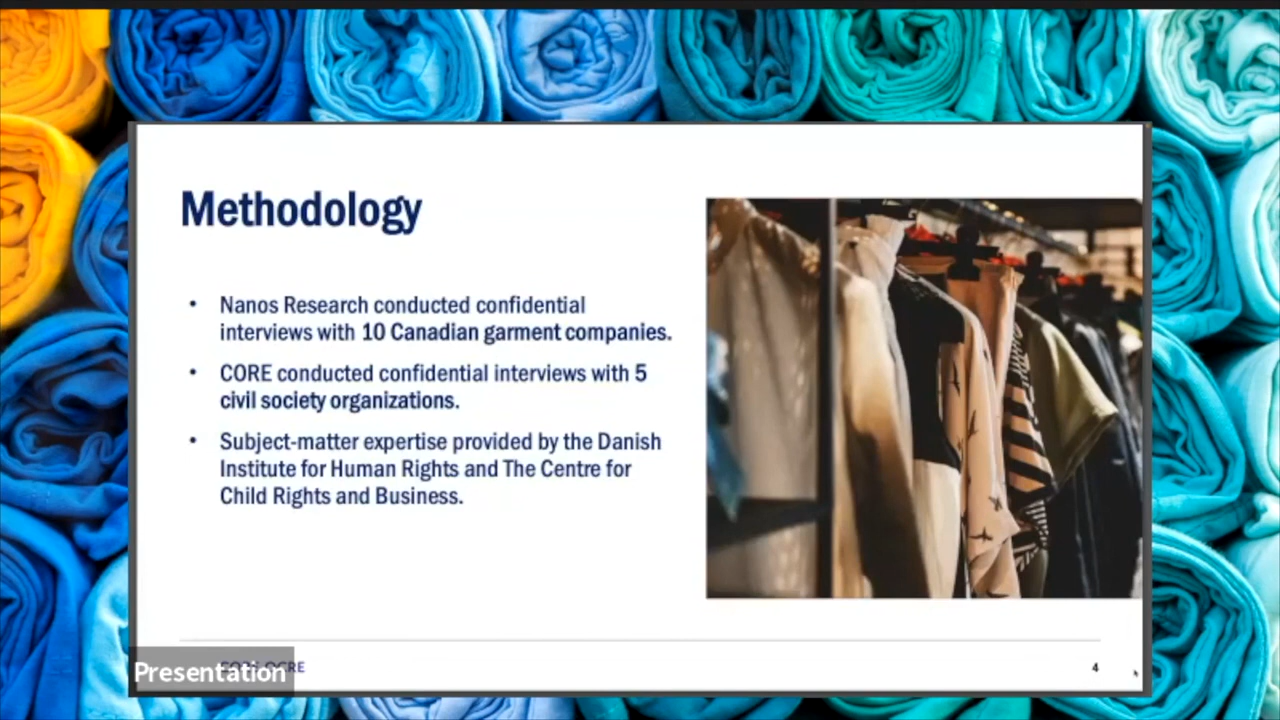 Methodology
• Nanos Research conducted confidential
interviews with 10 Canadian garment companies.
• CORE conducted confidential interviews with 5
civil society organizations.
• Subject-matter expertise provided by the Danish
Institute for Human Rights and The Centre for
Child Rights and Business.
Presentation
4